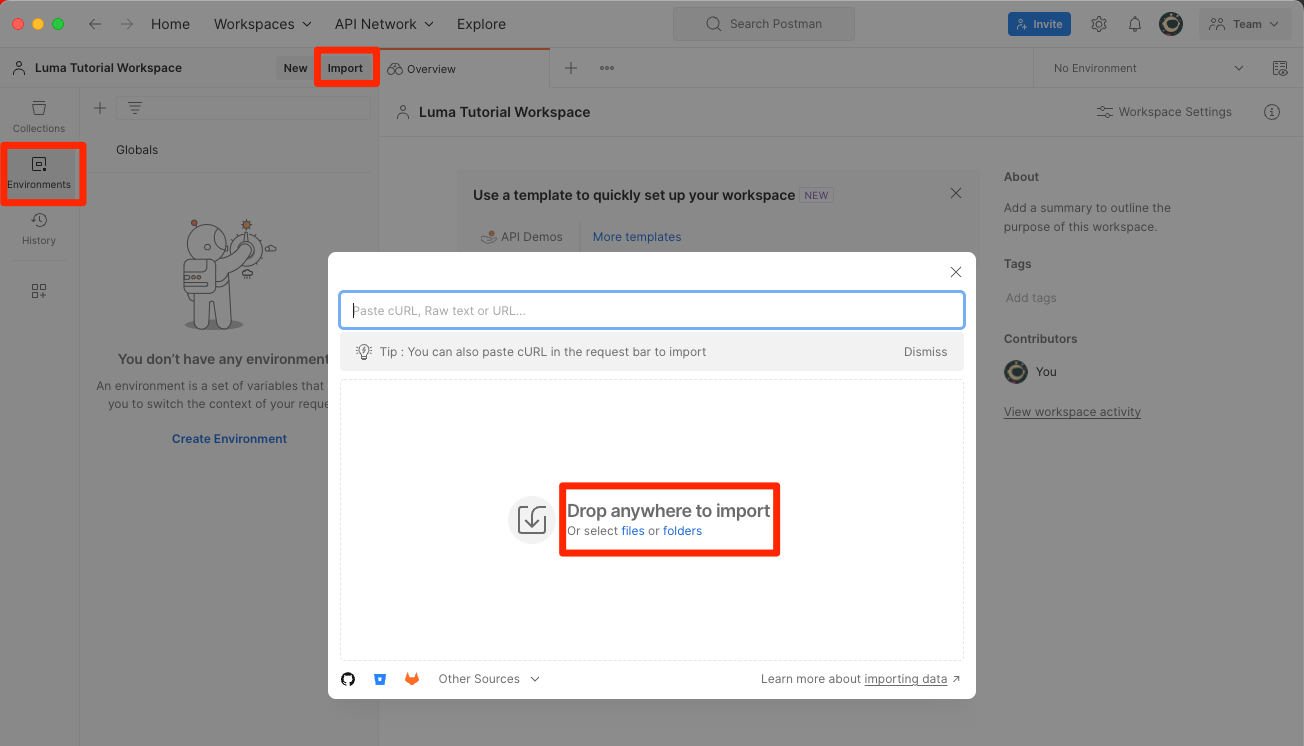 Home Workspaces API Network Explore Search Postman Invite Team
Luma Tutorial Workspace New Import Overview No Environment
Collections
Environments
History
Globals
You don't have any environment
An environment is a set of variables that
you to switch the context of your reque
Create Environment
Luma Tutorial Workspace Workspace Settings
Use a template to quickly set up your workspace NEW
API Demos More templates
Paste cURL, Raw text or URL...
Tip : You can also paste cURL in the request bar to import Dismiss
Drop anywhere to import
Or select files or folders
Other Sources Learn more about importing data
About
Add a summary to outline the
purpose of this workspace.
Tags
Add tags
Contributors
You
View workspace activity